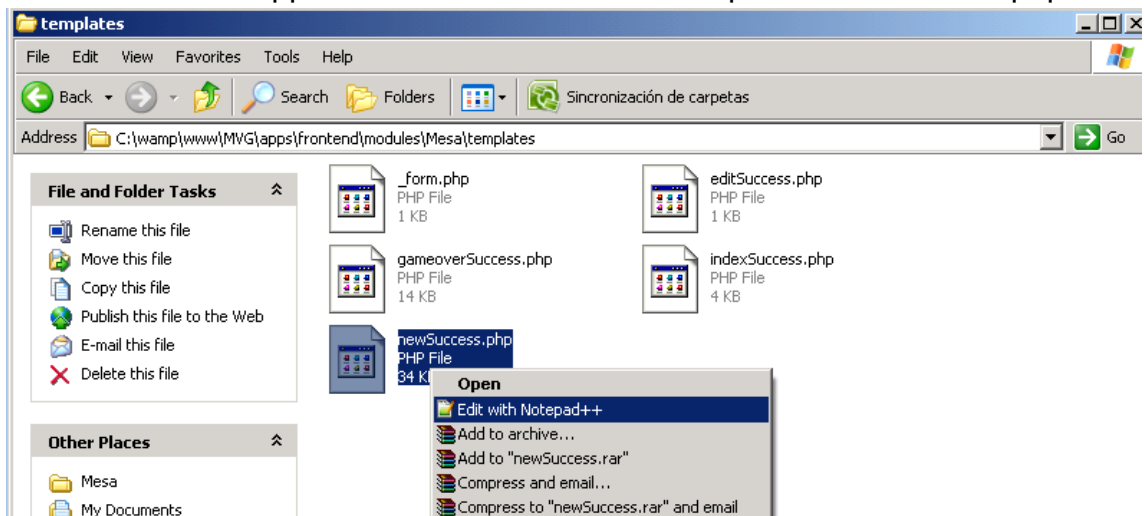 templates
File Edit View Favorites Tools Help
Back Search Folders Sincronización de carpetas
Address C:\wamp\www\MVG\apps\frontend\modules\Mesa\templates Go
File and Folder Tasks
Rename this file
Move this file
Copy this file
Publish this file to the Web
E-mail this file
Delete this file
Other Places
Mesa
My Documents
_form.php
PHP File
1 KB
editSuccess.php
PHP File
1 KB
gameoverSuccess.php
PHP File
14 KB
indexSuccess.php
PHP File
4 KB
newSuccess.php
PHP File
34 K
Open
Edit with Notepad++
Add to archive...
Add to "newSuccess.rar"
Compress and email...
Compress to "newSuccess.rar" and email